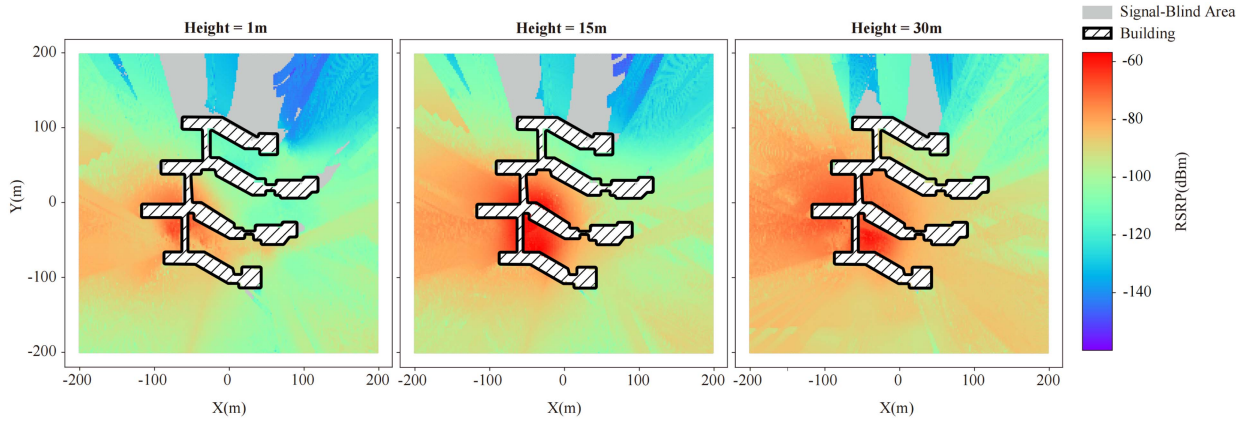 Height = 1m
Height = 15m
Height = 30m
Signal-Blind Area
Building
200
100
0
-100
-200
Y(m)
-60
-80
-100
-120
-140
RSRP(dBm)
-200 -100 0 100 200
-200 -100 0 100 200
-200 -100 0 100 200
X(m)
X(m)
X(m)